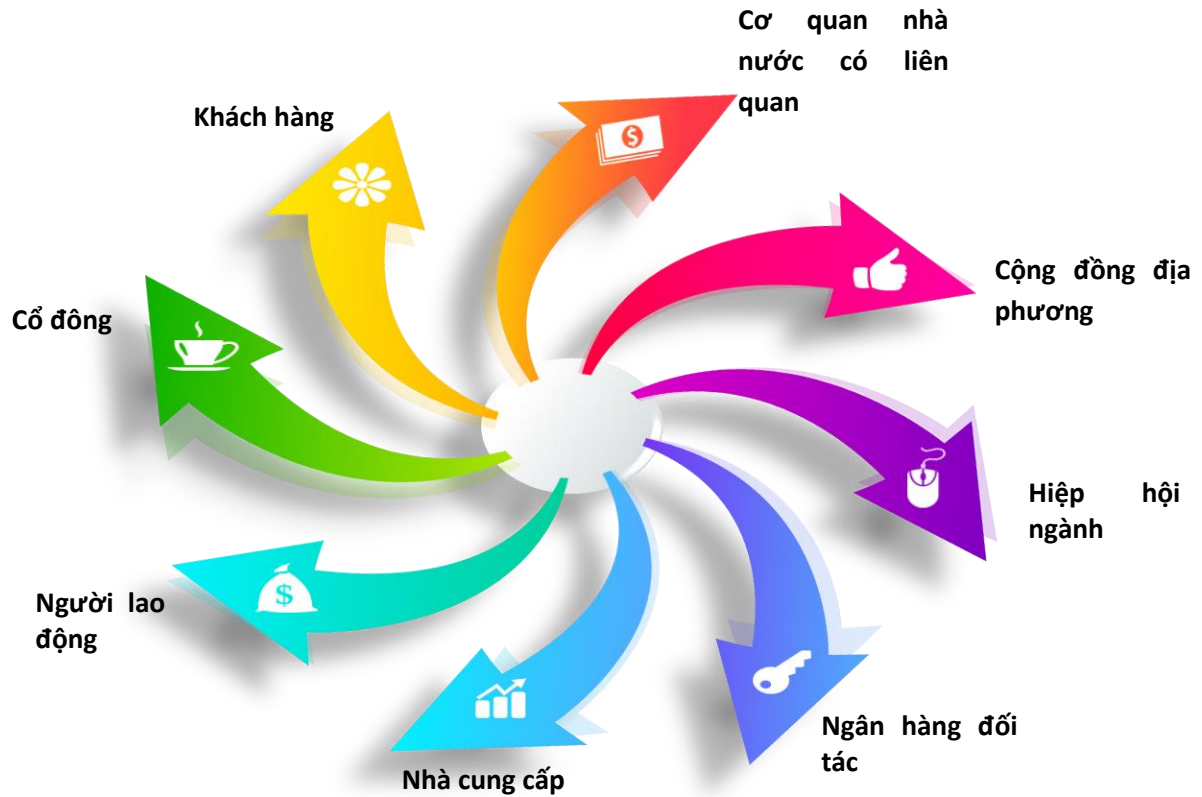 Cơ quan nhà
nước có liên
quan
Khách hàng
Cộng đồng địa
phương
Cổ đông
Hiệp hội
ngành
Người lao
động
Ngân hàng đối
tác
Nhà cung cấp
$
$